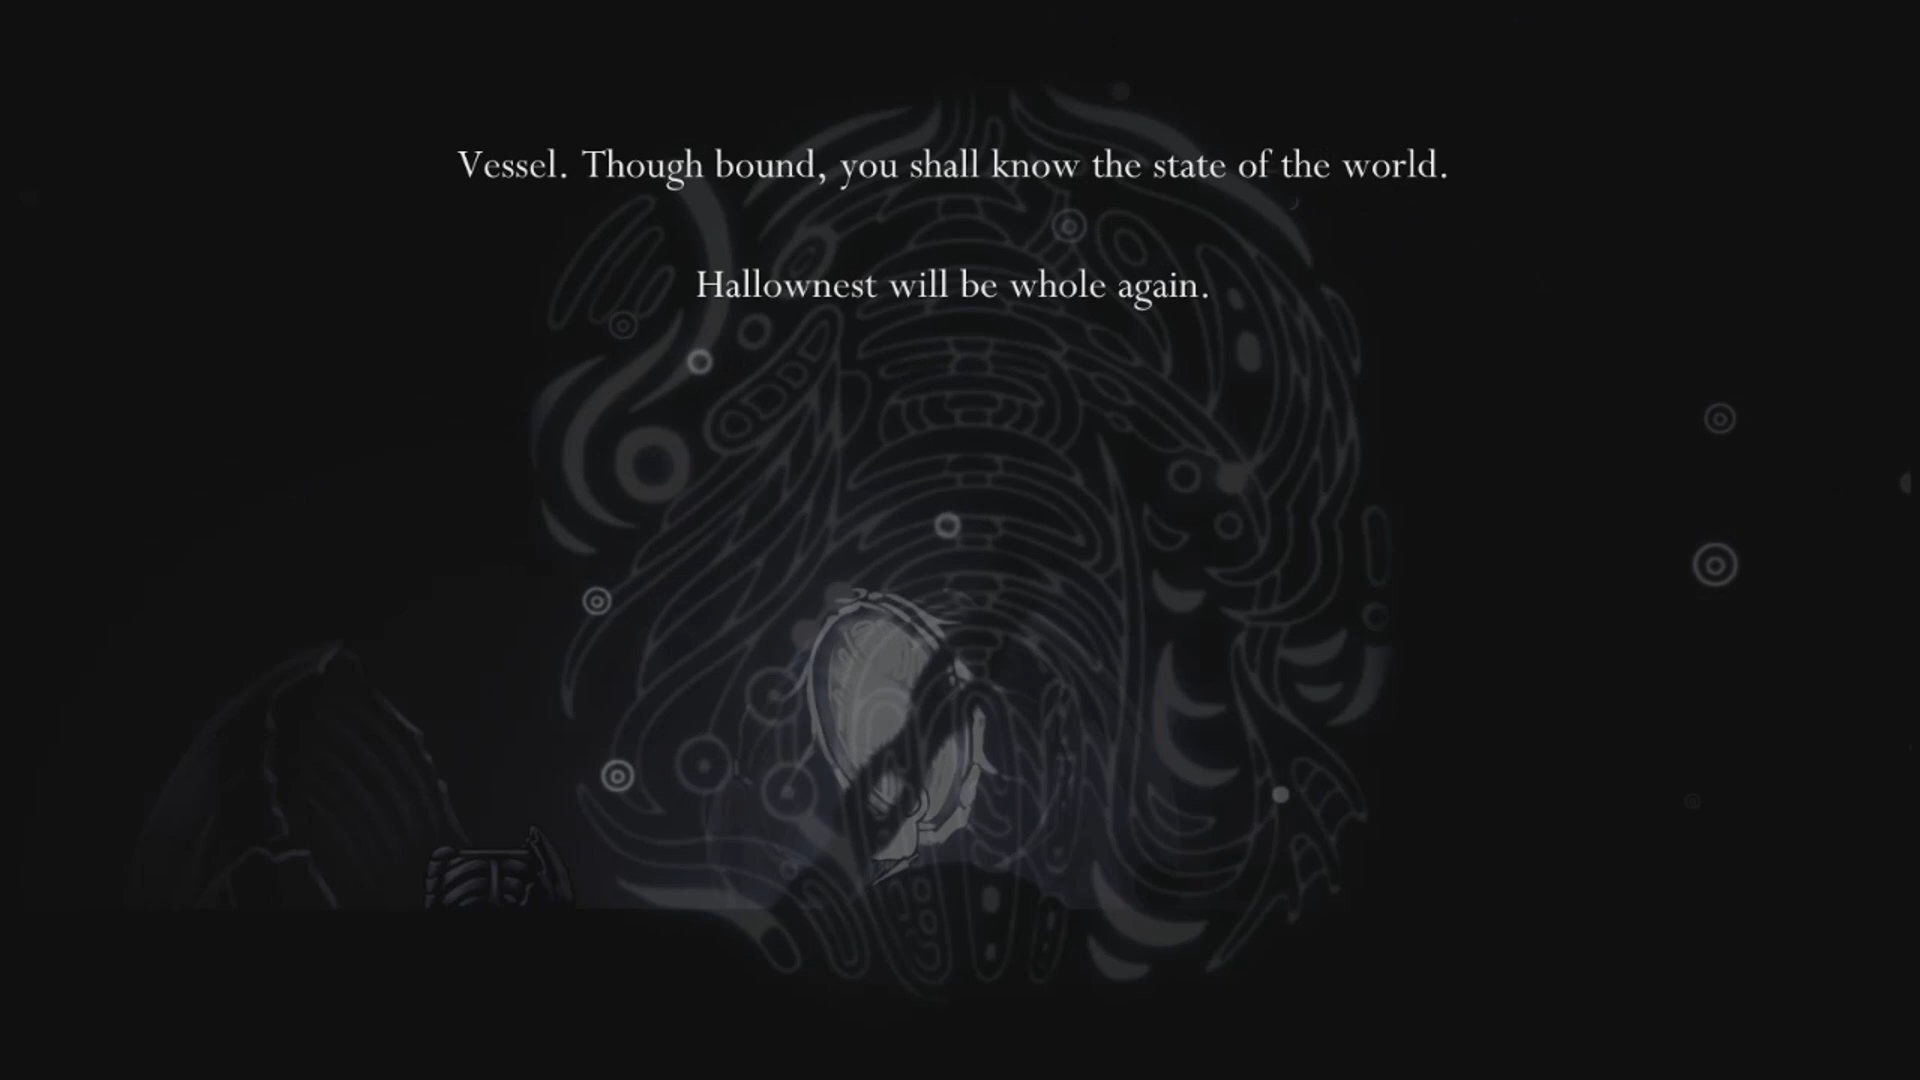 Vessel. Though bound, you shall know the state of the world.
Hallownest will be whole again.